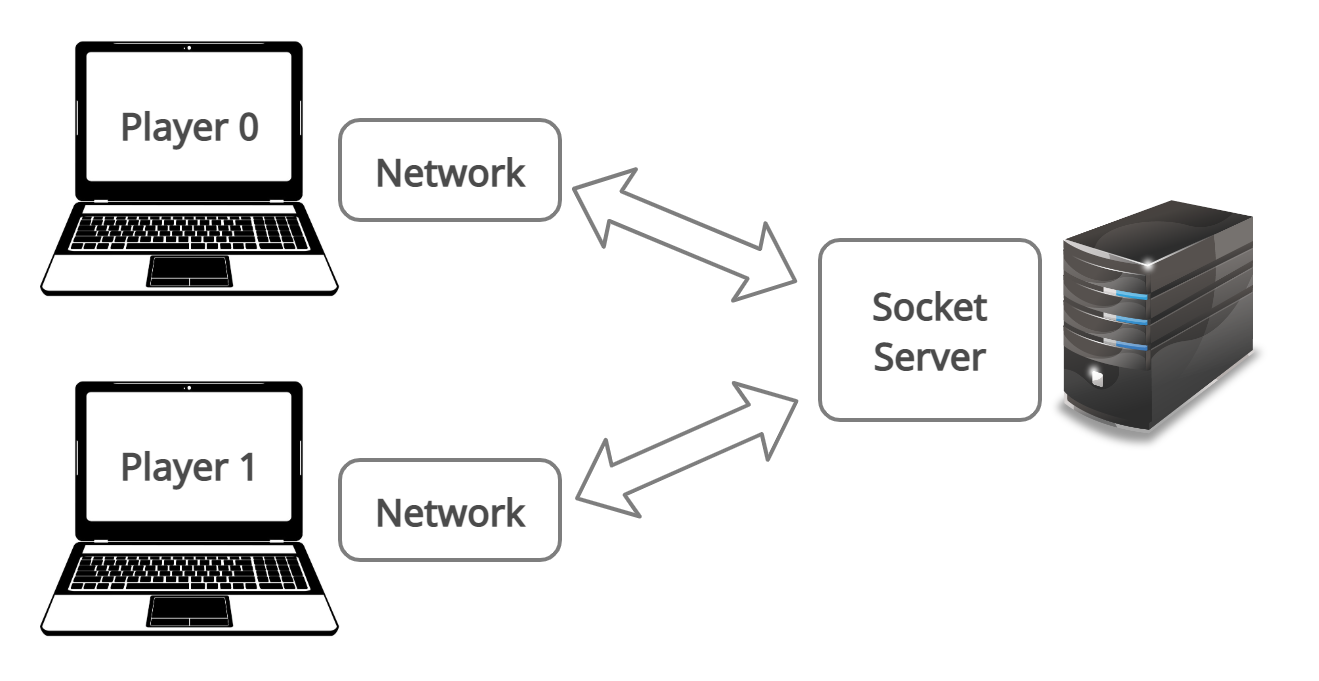 Player 0
Network
Socket
Server
Player 1
Network